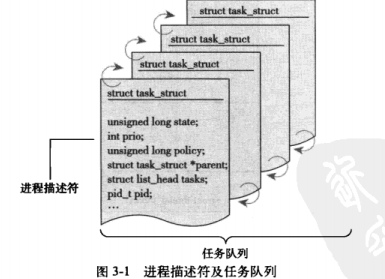 struct task_struct
struct task_struct
struct task_struct
struct task_struct
unsigned long state;
int prio;
unsigned long policy;
struct task_struct *parent;
struct list_head tasks;
pid_t pid;
…
进程描述符
任务队列
图 3-1 进程描述符及任务队列